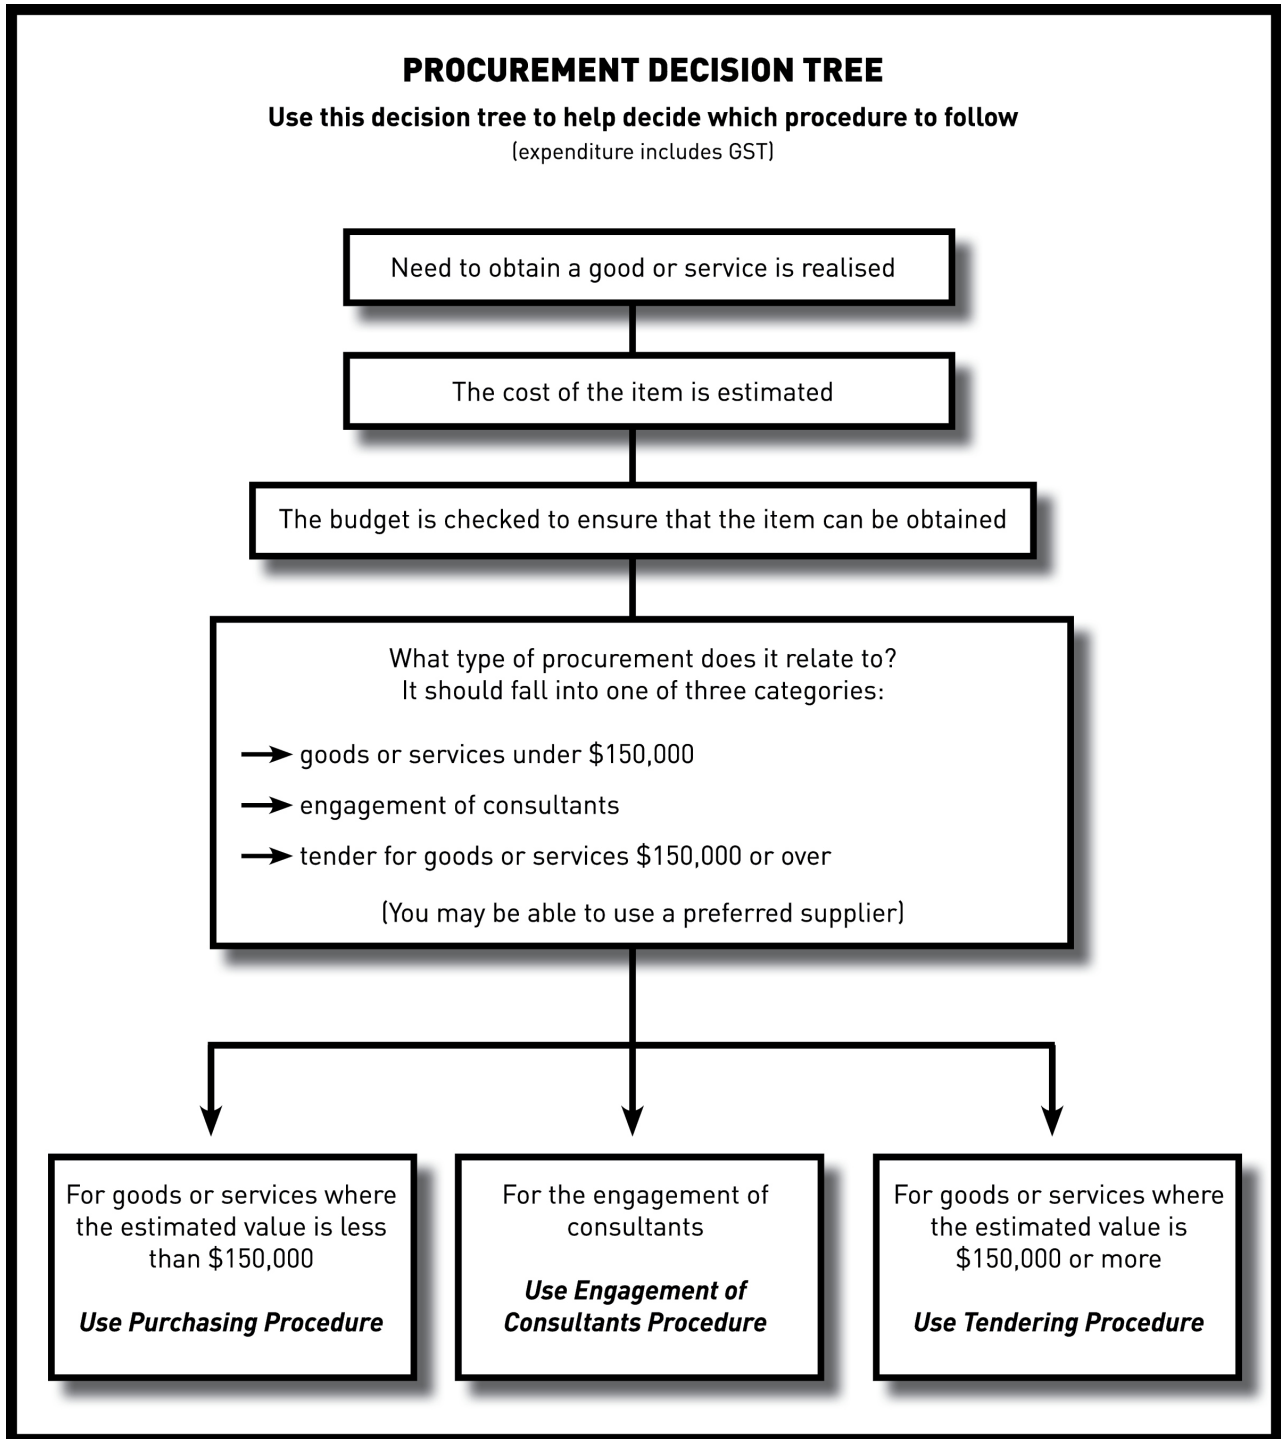 PROCUREMENT DECISION TREE
Use this decision tree to help decide which procedure to follow
(expenditure includes GST)
Need to obtain a good or service is realised
The cost of the item is estimated
The budget is checked to ensure that the item can be obtained
What type of procurement does it relate to?
It should fall into one of three categories:
goods or services under $150,000
engagement of consultants
tender for goods or services $150,000 or over
(You may be able to use a preferred supplier)
For goods or services where
the estimated value is less
than $150,000
Use Purchasing Procedure
For the engagement of
consultants
Use Engagement of
Consultants Procedure
For goods or services where
the estimated value is
$150,000 or more
Use Tendering Procedure